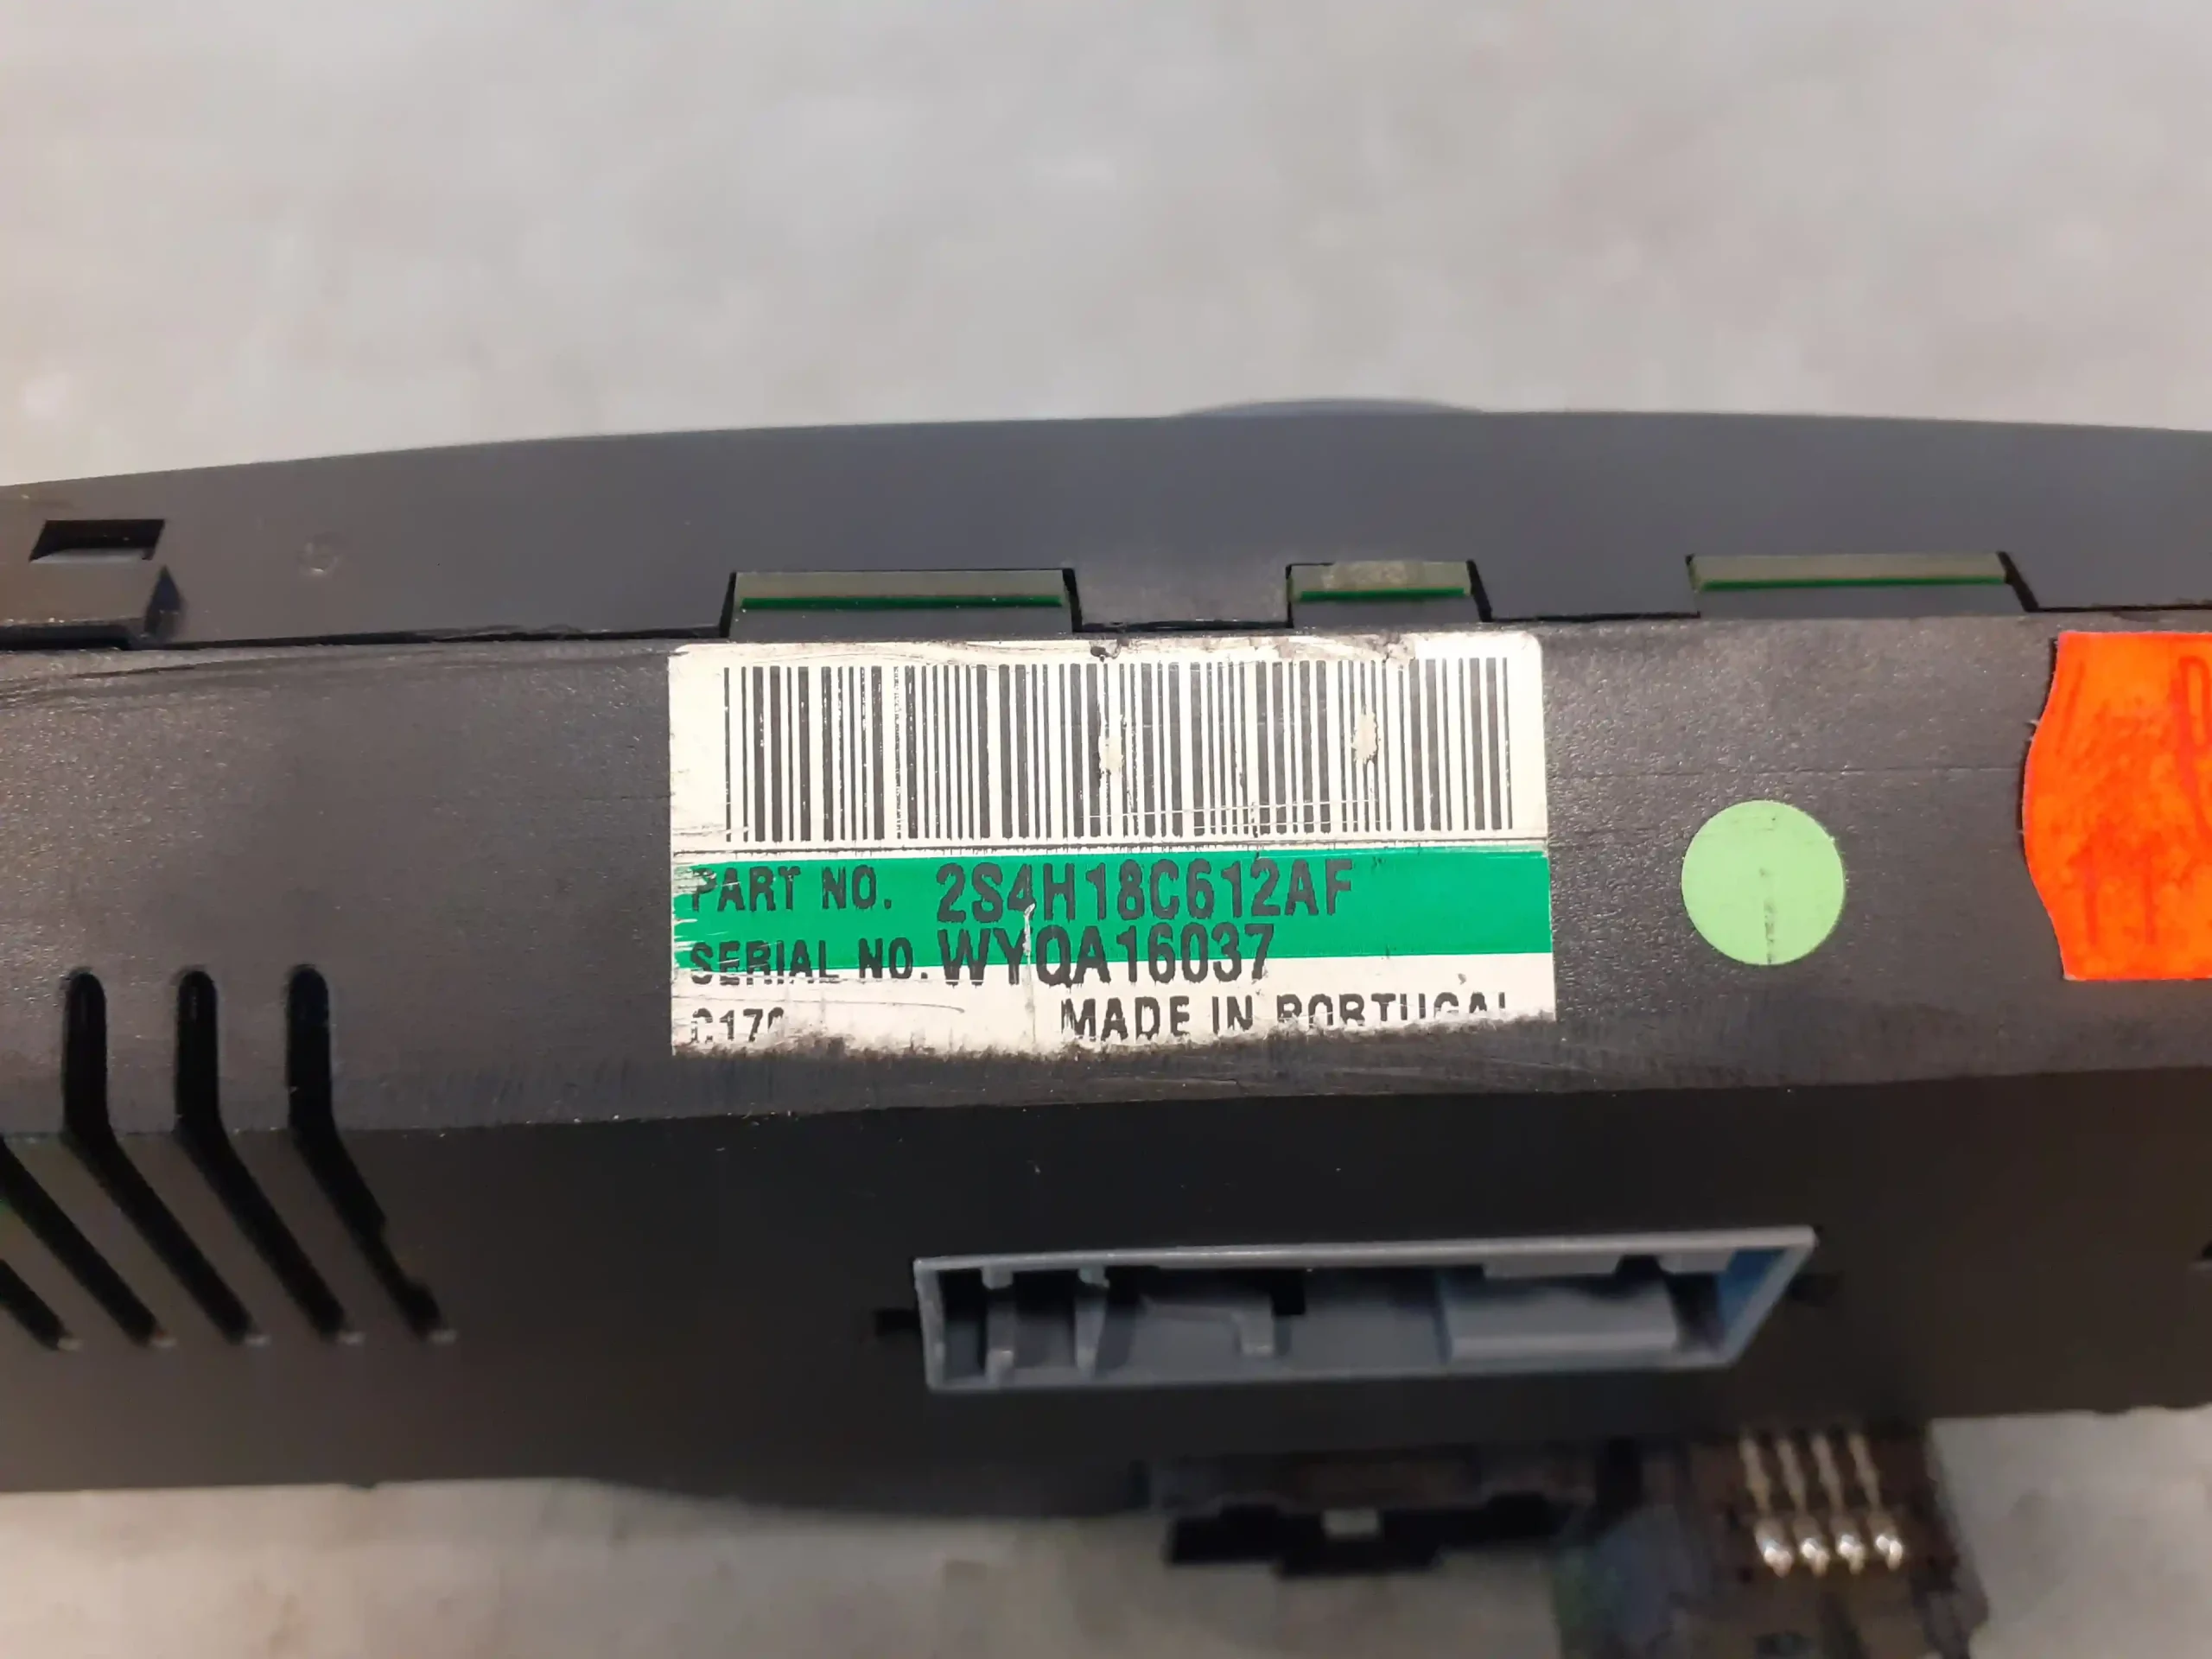 PART NO. 2S4H18C612AF
SERIAL NO. WYQA16037
MADE IN PORTUGAL